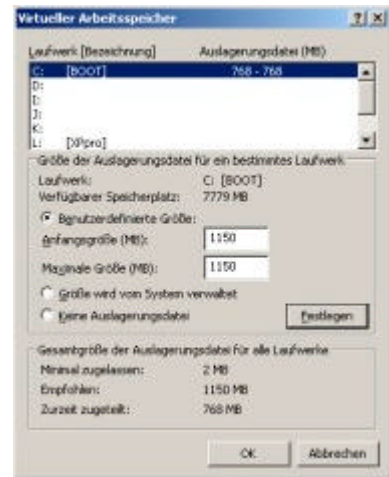 Virtueller Arbeitsspeicher
Laufwerk [Bezeichnung] Auslagerungsdatei (MB)
C: [BOOT] 768 - 768
D:
I:
J:
K:
L: [XPpro]
Größe der Auslagerungsdatei für ein bestimmtes Laufwerk
Laufwerk: C: [BOOT]
Verfügbarer Speicherplatz: 7779 MB
Benutzerdefinierte Größe:
Anfangsgröße (MB): 1150
Maximale Größe (MB): 1150
Größe wird vom System verwaltet
Keine Auslagerungsdatei Festlegen
Gesamtgröße der Auslagerungsdatei für alle Laufwerke
Minimal zugelassen: 2 MB
Empfohlen: 1150 MB
Zurzeit zugeteilt: 768 MB
OK Abbrechen